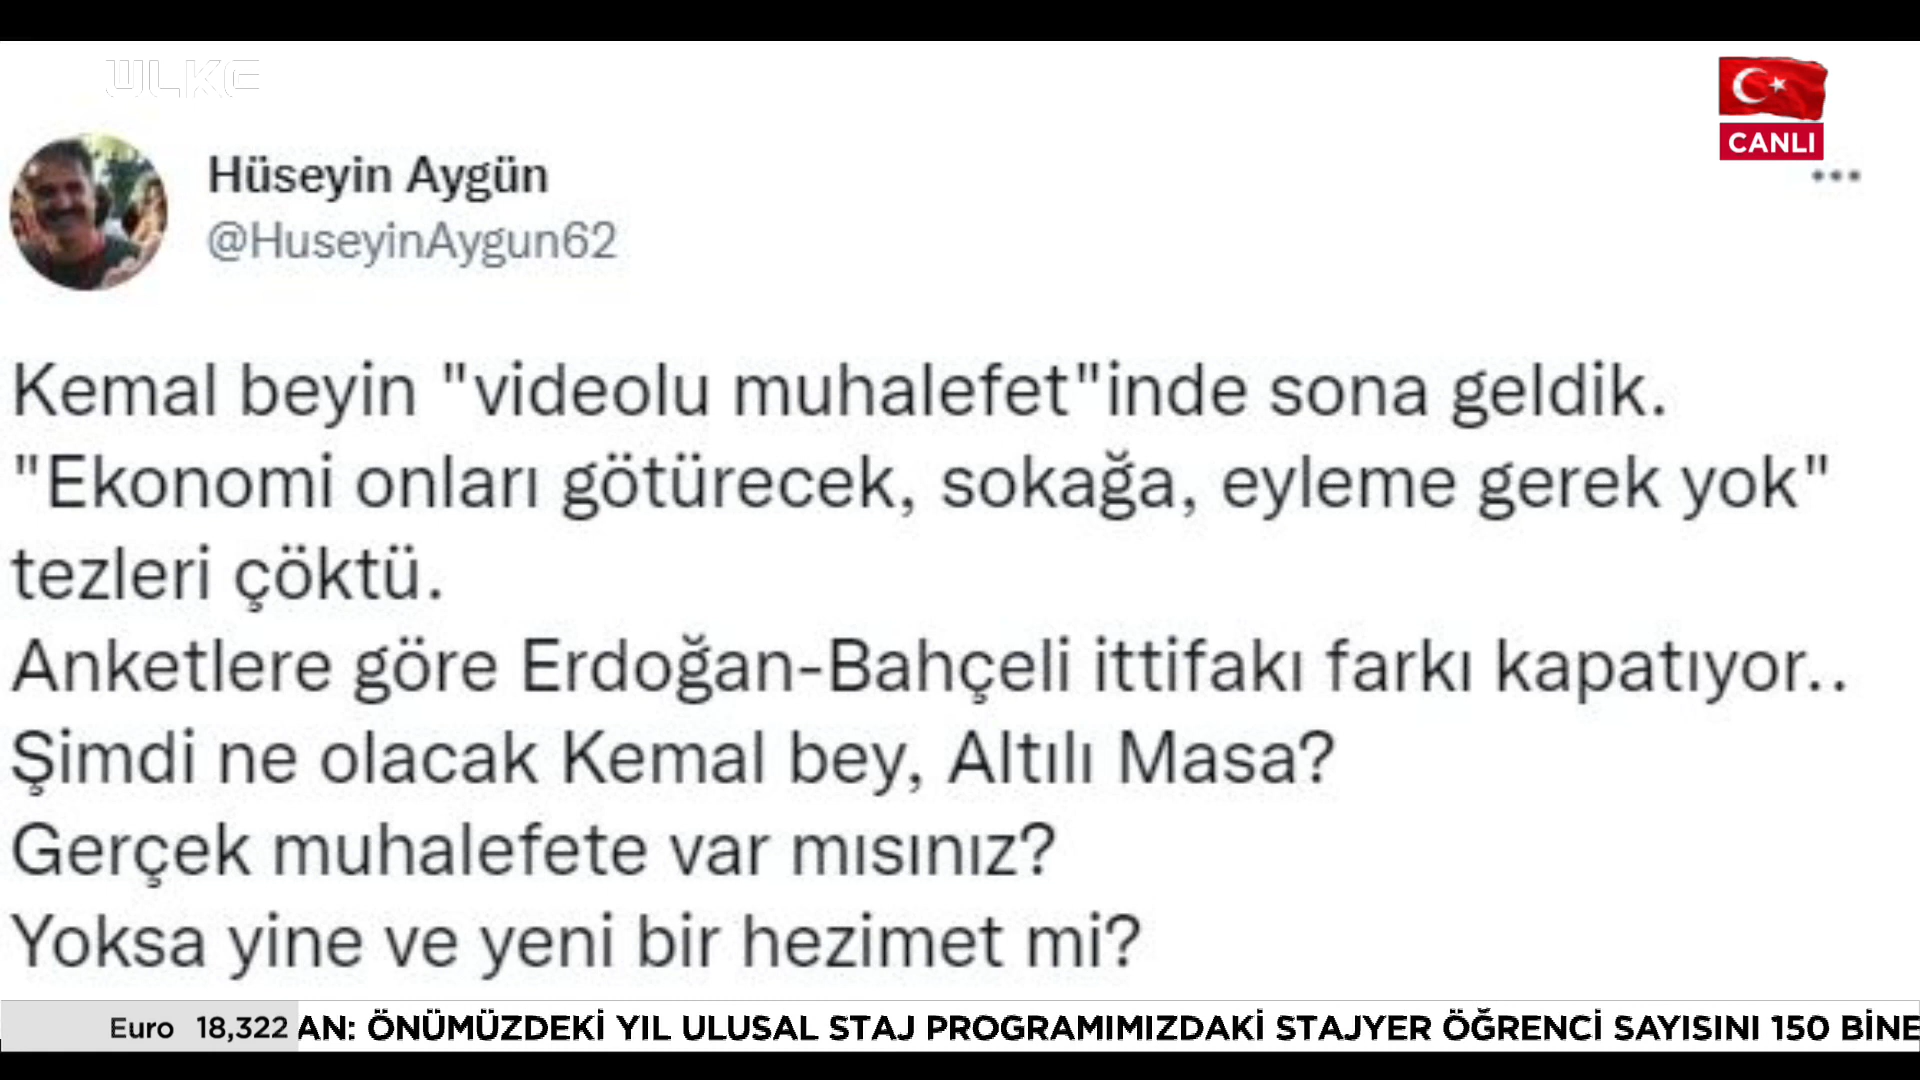 ULKE
CANLI
Hüseyin Aygün
@HuseyinAygun62
Kemal beyin "videolu muhalefet"inde sona geldik.
"Ekonomi onları götürecek, sokağa, eyleme gerek yok"
tezleri çöktü.
Anketlere göre Erdoğan-Bahçeli ittifakı farkı kapatıyor..
Şimdi ne olacak Kemal bey, Altılı Masa?
Gerçek muhalefete var mısınız?
Yoksa yine ve yeni bir hezimet mi?
Euro 18,322 AN: ÖNÜMÜZDEKİ YIL ULUSAL STAJ PROGRAMIMIZDAKİ STAJYER ÖĞRENCİ SAYISINI 150 BİNE